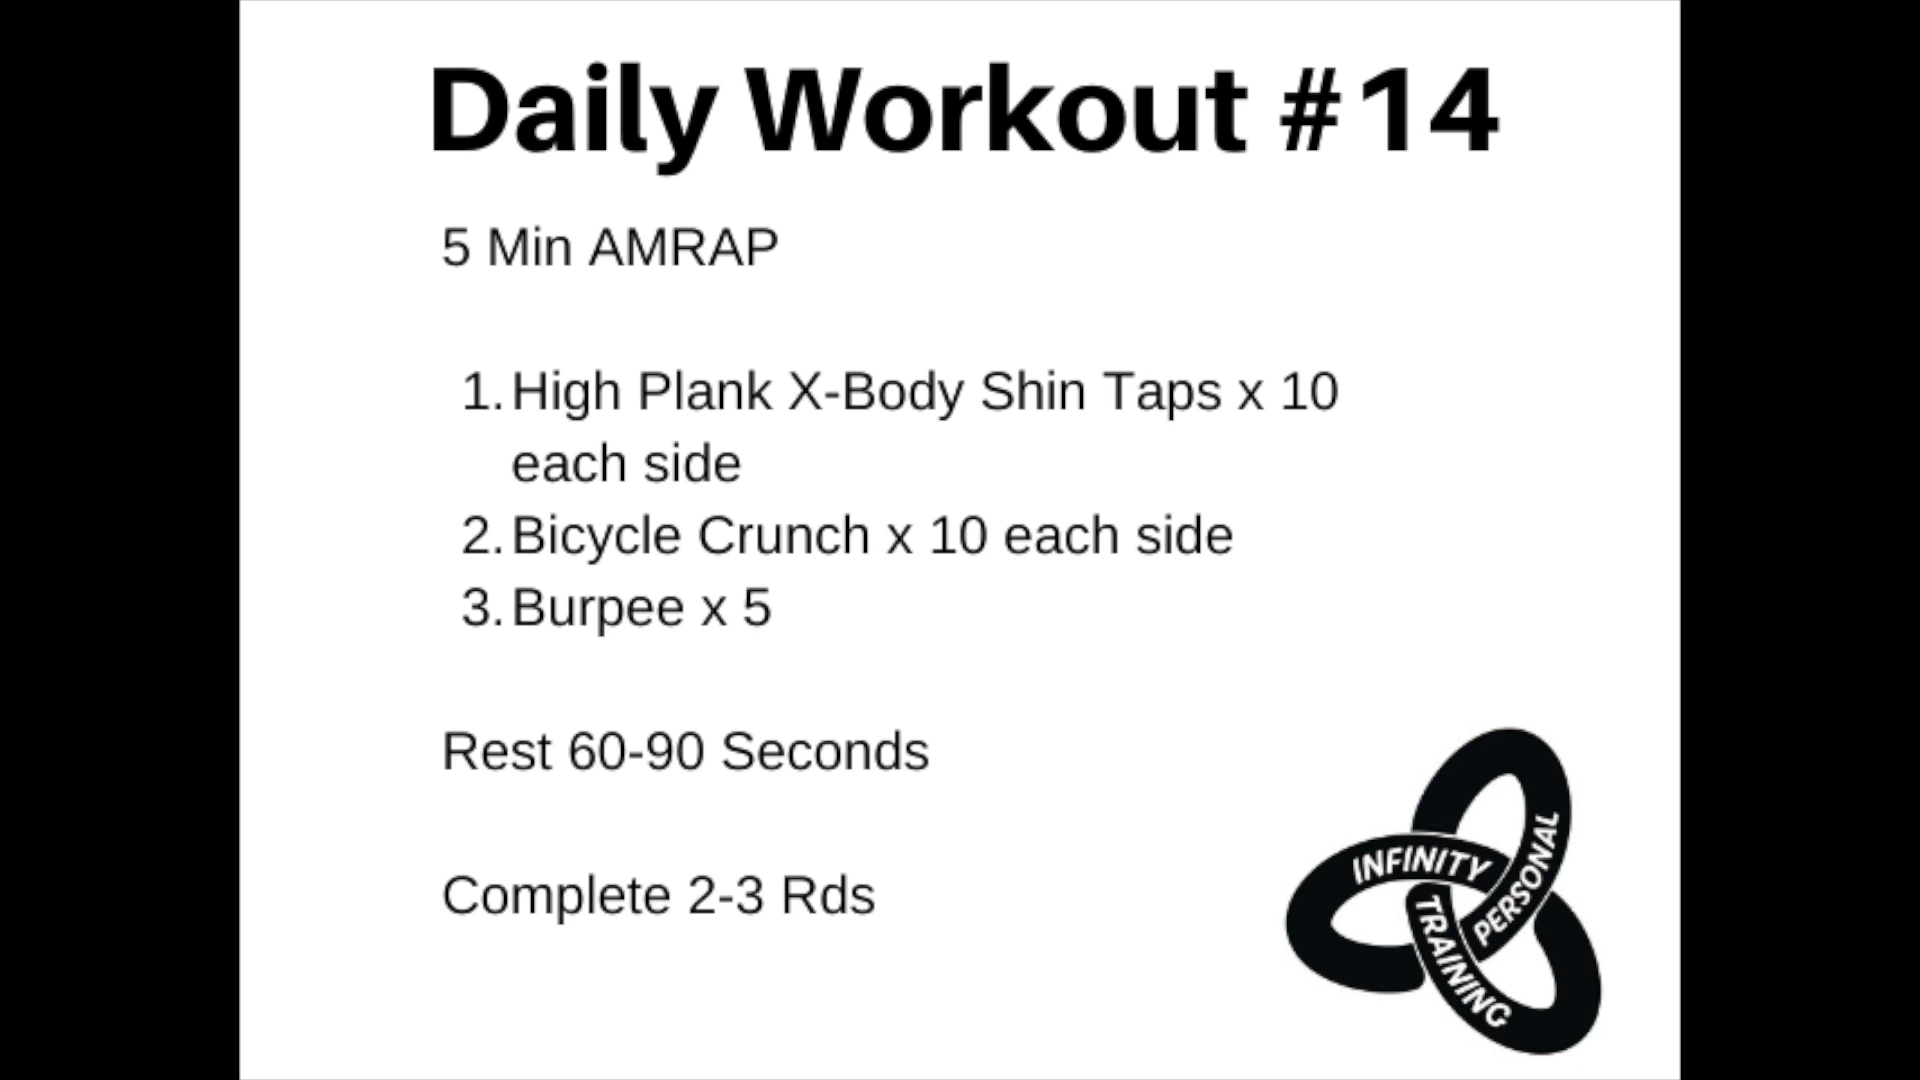 Daily Workout #14
5 Min AMRAP
1. High Plank X-Body Shin Taps x 10
each side
2. Bicycle Crunch x 10 each side
3. Burpee x 5
Rest 60-90 Seconds
Complete 2-3 Rds
INFINITY
PERSONAL
TRAINING